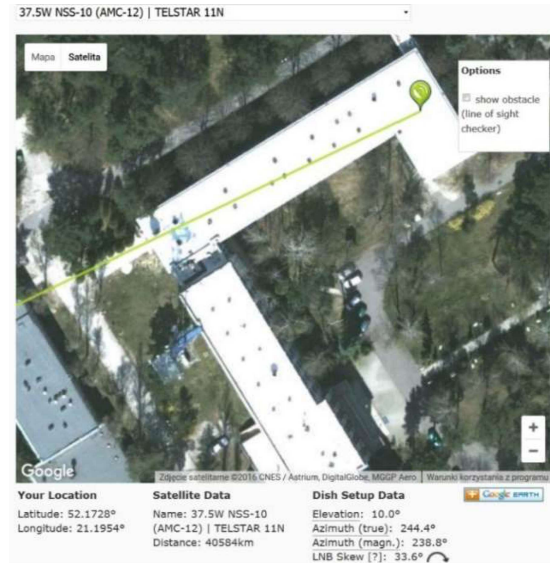 37.5W NSS-10 (AMC-12) | TELSTAR 11N
Mapa Satelita
Options
show obstacle
(line of sight
checker)
+
−
Google
Zdjęcie satelitarne ©2016 CNES / Astrium, DigitalGlobe, MGGP Aero Warunki korzystania z programu
Your Location
Latitude: 52.1728°
Longitude: 21.1954°
Satellite Data
Name: 37.5W NSS-10
(AMC-12) | TELSTAR 11N
Distance: 40584km
Dish Setup Data
Elevation: 10.0°
Azimuth (true): 244.4°
Azimuth (magn.): 238.8°
LNB Skew [?]: 33.6°
Google EARTH